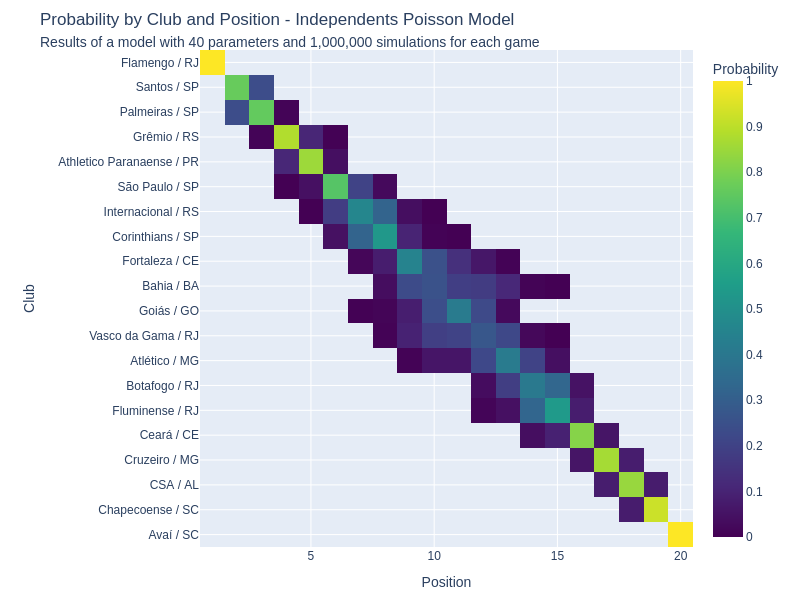 Probability by Club and Position - Independents Poisson Model
Results of a model with 40 parameters and 1,000,000 simulations for each game
Probability
Flamengo / RJ
Santos / SP
Palmeiras / SP
Grêmio / RS
Athletico Paranaense / PR
São Paulo / SP
Internacional / RS
Corinthians / SP
Fortaleza / CE
Bahia / BA
Goiás / GO
Vasco da Gama / RJ
Atlético / MG
Botafogo / RJ
Fluminense / RJ
Ceará / CE
Cruzeiro / MG
CSA / AL
Chapecoense / SC
Avaí / SC
Club
5
10
15
20
Position
1
0.9
0.8
0.7
0.6
0.5
0.4
0.3
0.2
0.1
0